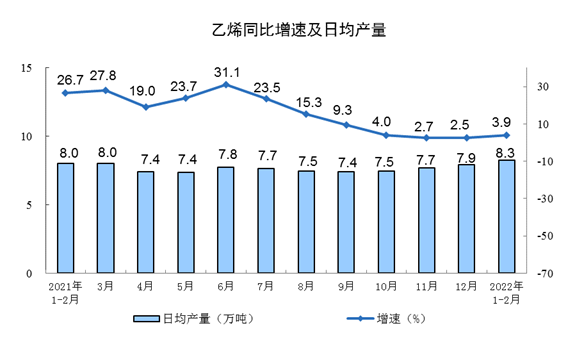 乙烯同比增速及日均产量
15
10
5
0
30
10
-10
-30
-50
-70
26.7 27.8 19.0 23.7 31.1 23.5 15.3 9.3 4.0 2.7 2.5 3.9
8.0 8.0 7.4 7.4 7.8 7.7 7.5 7.4 7.5 7.7 7.9 8.3
2021年 3月 4月 5月 6月 7月 8月 9月 10月 11月 12月 2022年
1-2月 1-2月
日均产量（万吨） 增速（%）